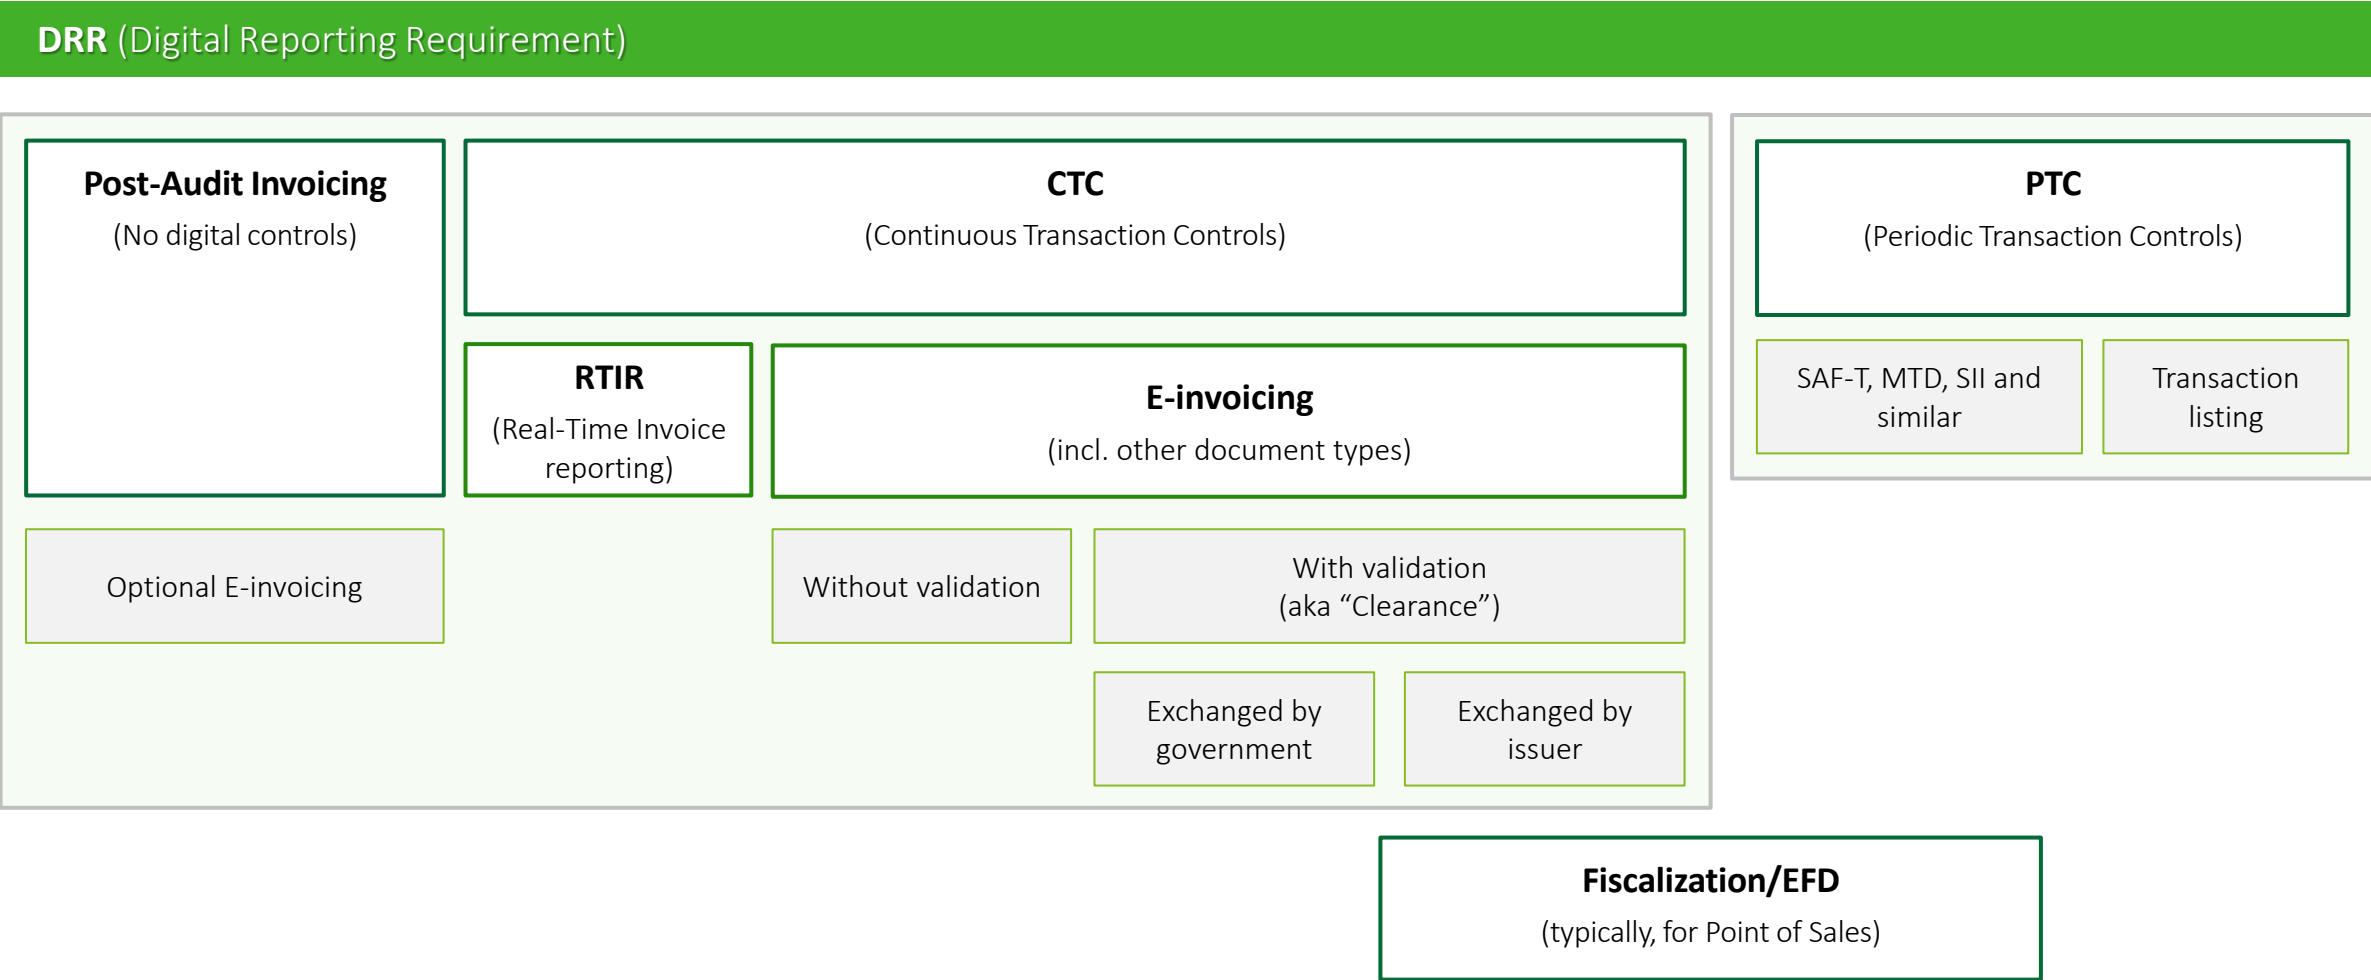 DRR (Digital Reporting Requirement)
Post-Audit Invoicing
(No digital controls)
CTC
(Continuous Transaction Controls)
PTC
(Periodic Transaction Controls)
RTIR
(Real-Time Invoice
reporting)
E-invoicing
(incl. other document types)
SAF-T, MTD, SII and
similar
Transaction
listing
Optional E-invoicing
Without validation
With validation
(aka “Clearance”)
Exchanged by
government
Exchanged by
issuer
Fiscalization/EFD
(typically, for Point of Sales)